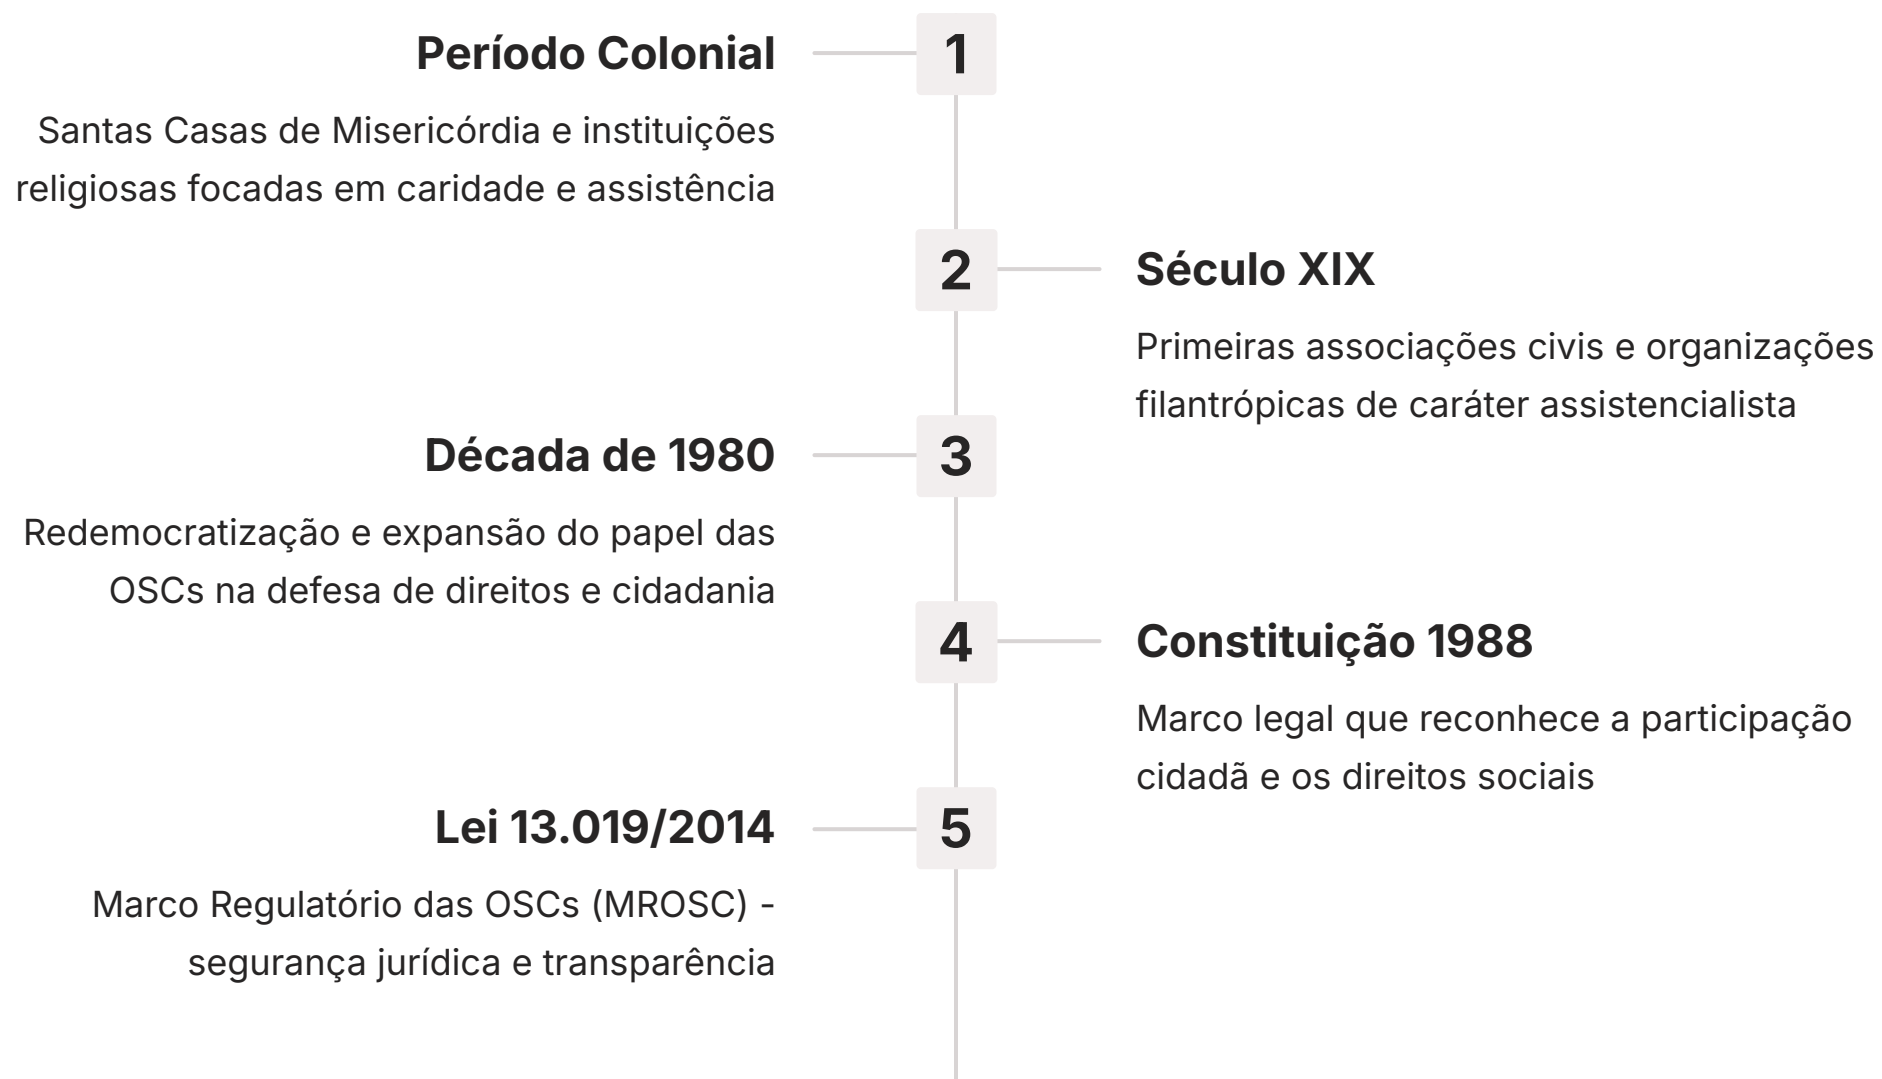 1
Período Colonial
Santas Casas de Misericórdia e instituições
religiosas focadas em caridade e assistência
2
Século XIX
Primeiras associações civis e organizações
filantrópicas de caráter assistencialista
3
Década de 1980
Redemocratização e expansão do papel das
OSCs na defesa de direitos e cidadania
4
Constituição 1988
Marco legal que reconhece a participação
cidadã e os direitos sociais
5
Lei 13.019/2014
Marco Regulatório das OSCs (MROSC) -
segurança jurídica e transparência